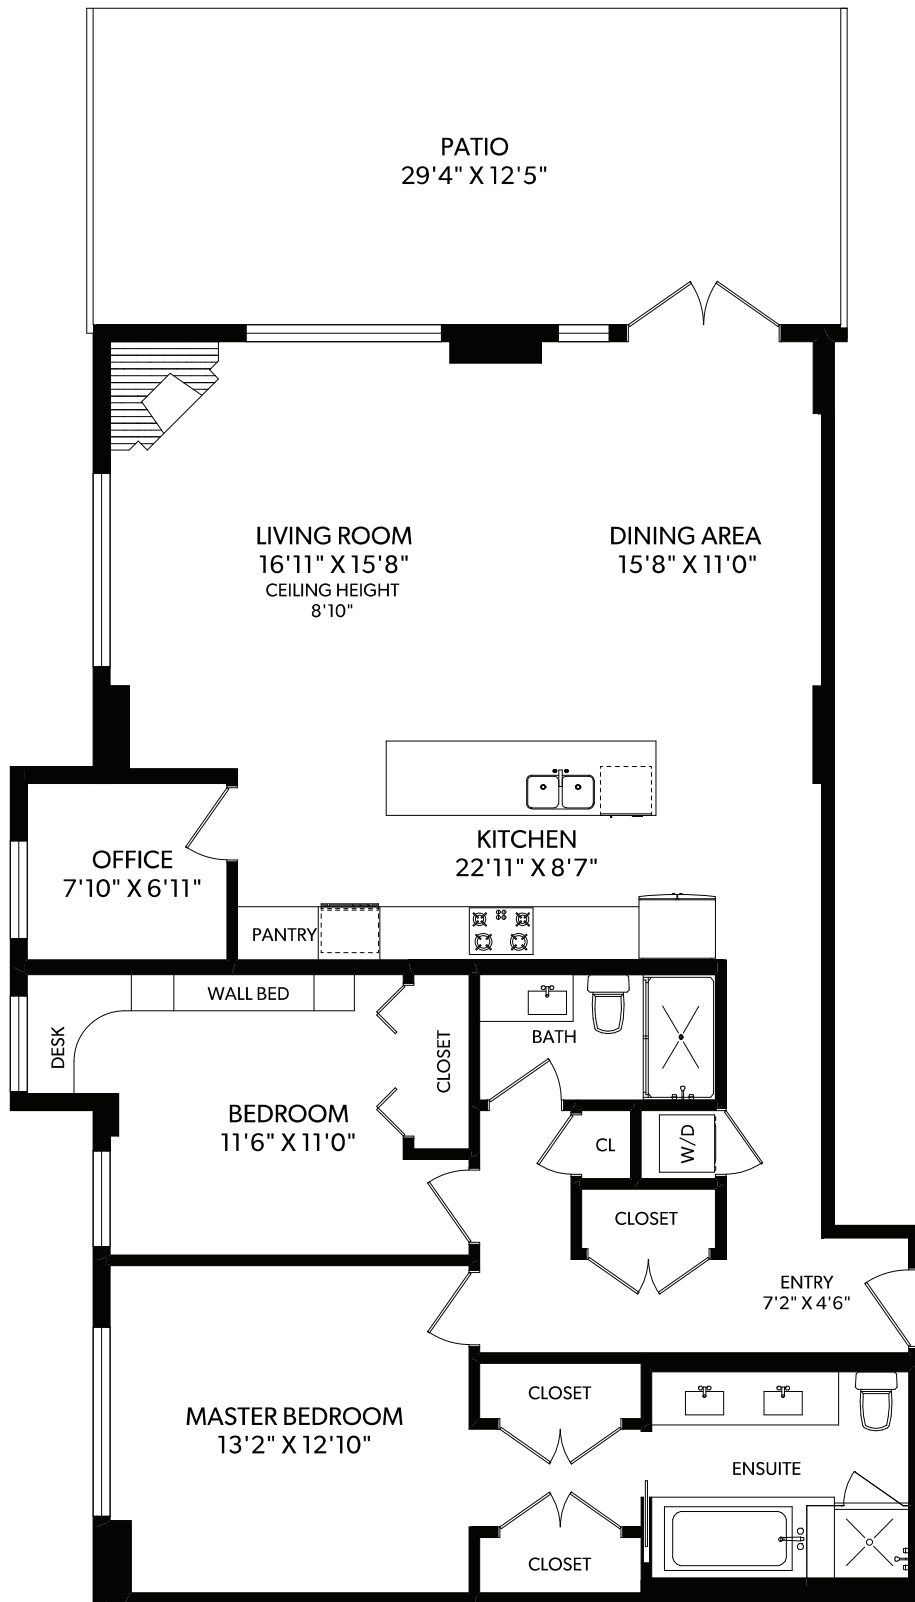 PATIO
29'4" X 12'5"
LIVING ROOM
16'11" X 15'8"
CEILING HEIGHT
8'10"
DINING AREA
15'8" X 11'0"
KITCHEN
22'11" X 8'7"
OFFICE
7'10" X 6'11"
PANTRY
WALL BED
DESK
CLOSET
BATH
BEDROOM
11'6" X 11'0"
CL
W/D
CLOSET
ENTRY
7'2" X 4'6"
CLOSET
MASTER BEDROOM
13'2" X 12'10"
ENSUITE
CLOSET